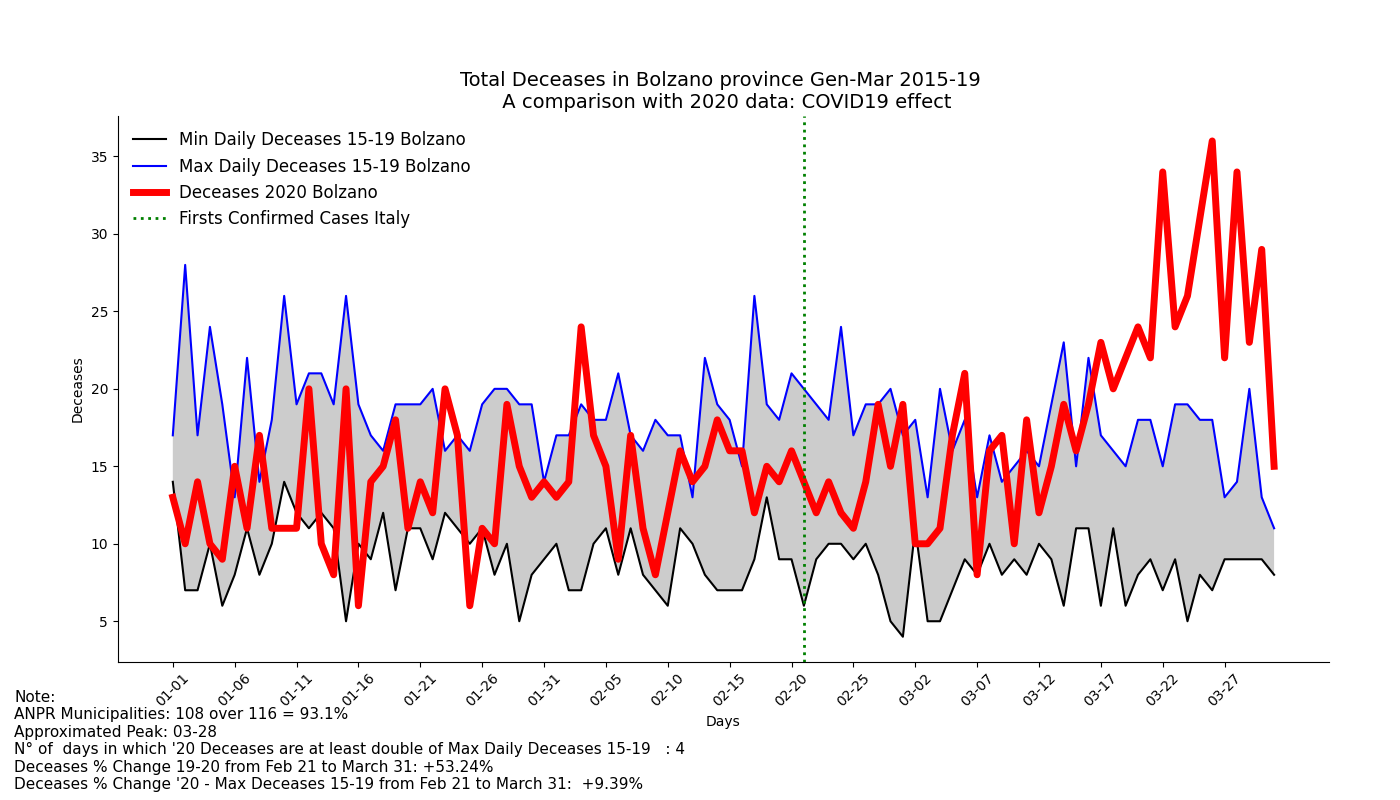 Total Deceases in Bolzano province Gen-Mar 2015-19
A comparison with 2020 data: COVID19 effect
Min Daily Deceases 15-19 Bolzano
Max Daily Deceases 15-19 Bolzano
Deceases 2020 Bolzano
Firsts Confirmed Cases Italy
Deceases
35
30
25
20
15
10
5
01-01 01-06 01-11 01-16 01-21 01-26 01-31 02-05 02-10 02-15 02-20 02-25 03-02 03-07 03-12 03-17 03-22 03-27
Days
Note:
ANPR Municipalities: 108 over 116 = 93.1%
Approximated Peak: 03-28
N° of  days in which '20 Deceases are at least double of Max Daily Deceases 15-19   : 4
Deceases % Change 19-20 from Feb 21 to March 31: +53.24%
Deceases % Change '20 - Max Deceases 15-19 from Feb 21 to March 31:  +9.39%